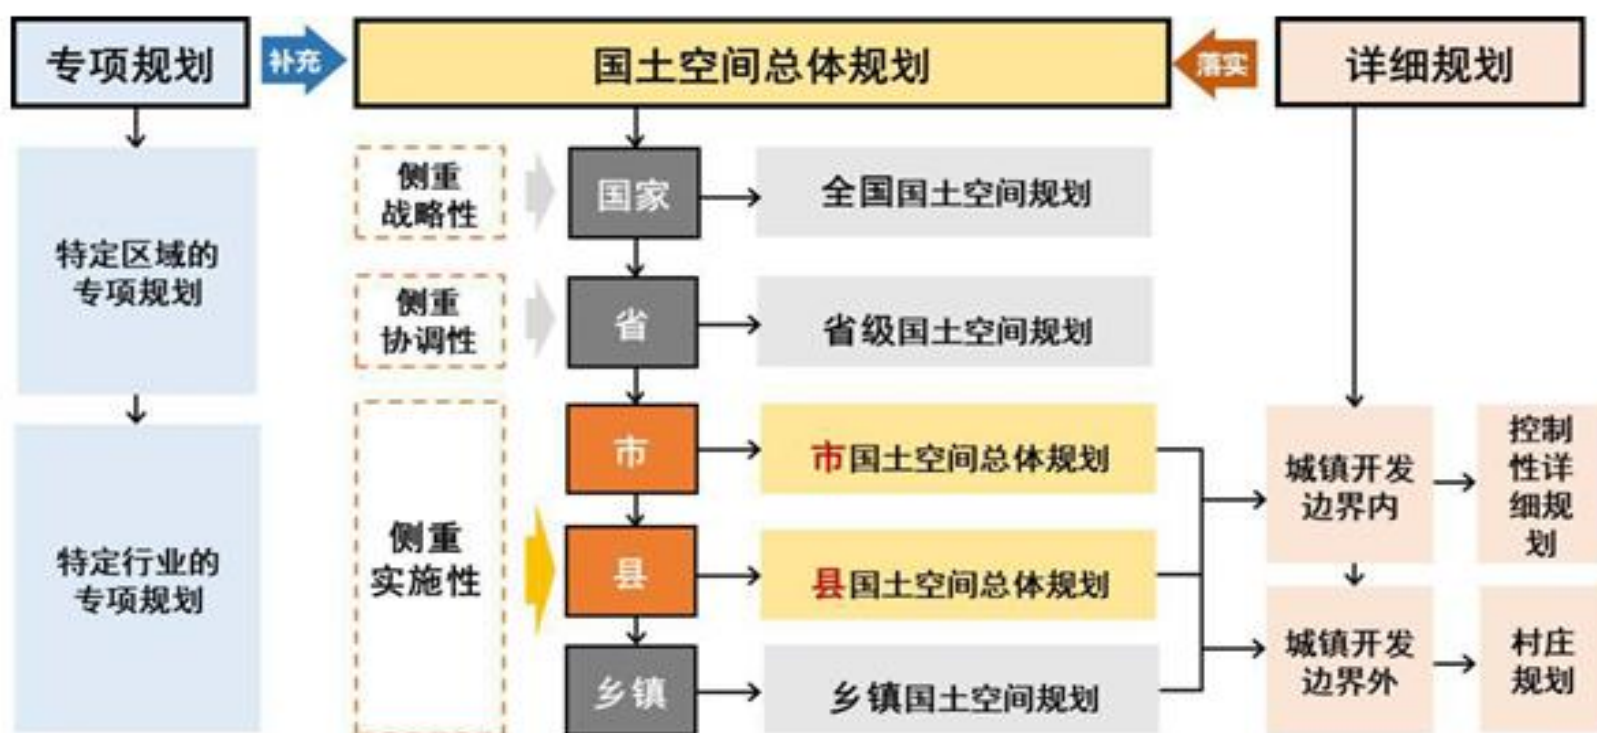 专项规划
补充
国土空间总体规划
落实
详细规划
特定区域的
专项规划
特定行业的
专项规划
侧重
战略性
国家
全国国土空间规划
侧重
协调性
省
省级国土空间规划
侧重
实施性
市
市国土空间总体规划
县
县国土空间总体规划
乡镇
乡镇国土空间规划
城镇开发
边界内
控制
性详
细规
划
城镇开发
边界外
村庄
规划